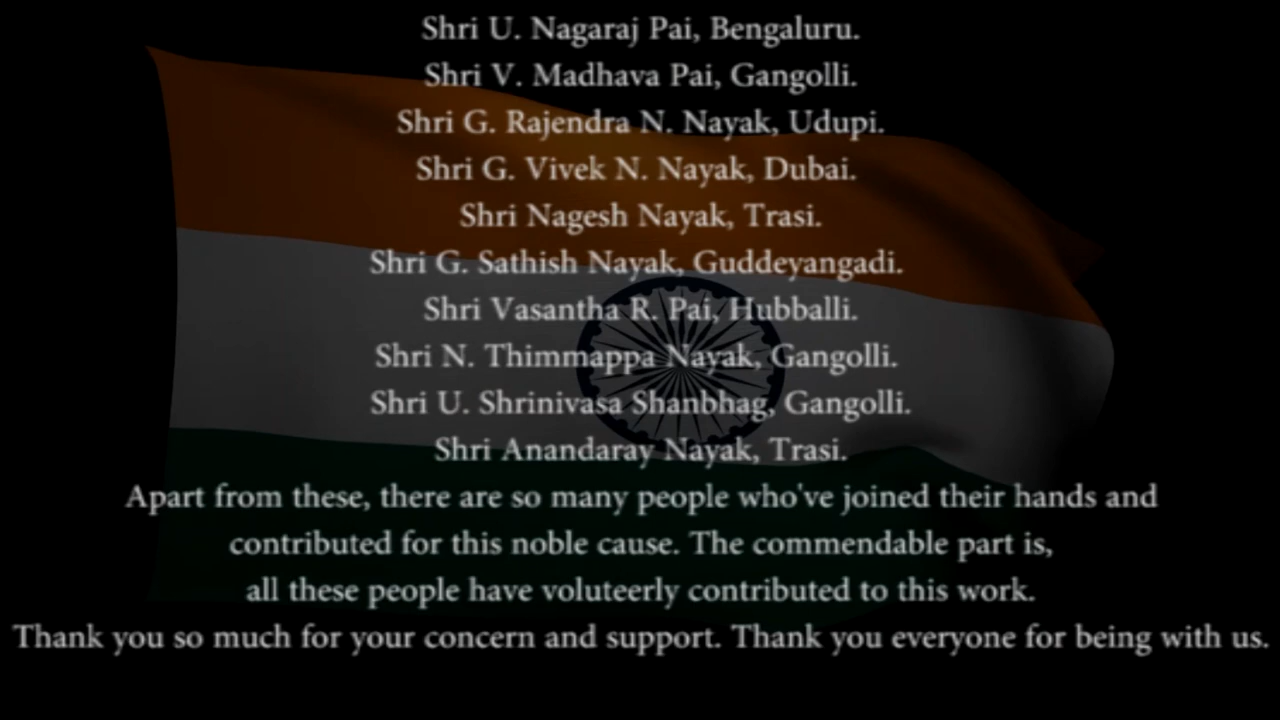 Shri U. Nagaraj Pai, Bengaluru.
Shri V. Madhava Pai, Gangolli.
Shri G. Rajendra N. Nayak, Udupi.
Shri G. Vivek N. Nayak, Dubai.
Shri Nagesh Nayak, Trasi.
Shri G. Sathish Nayak, Guddeyangadi.
Shri Vasantha R. Pai, Hubballi.
Shri N. Thimmappa Nayak, Gangolli.
Shri U. Shrinivasa Shanbhag, Gangolli.
Shri Anandaray Nayak, Trasi.
Apart from these, there are so many people who've joined their hands and
contributed for this noble cause. The commendable part is,
all these people have voluteerly contributed to this work.
Thank you so much for your concern and support. Thank you everyone for being with us.